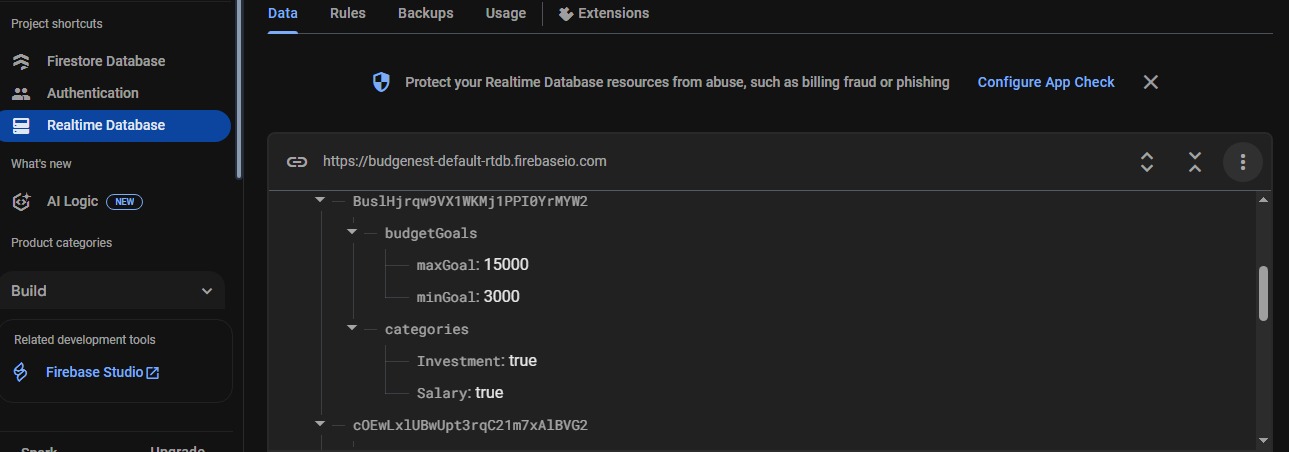 Project shortcuts
Firestore Database
Authentication
Realtime Database
What's new
AI Logic NEW
Product categories
Build
Related development tools
Firebase Studio
Spark Upgrade
Data Rules Backups Usage Extensions
Protect your Realtime Database resources from abuse, such as billing fraud or phishing Configure App Check
https://budgenest-default-rtdb.firebaseio.com
BuslHjrqw9VX1WKMj1PPI0YrMYW2
budgetGoals
maxGoal: 15000
minGoal: 3000
categories
Investment: true
Salary: true
cOEwLxlUBwUpt3rqC21m7xAlBVG2